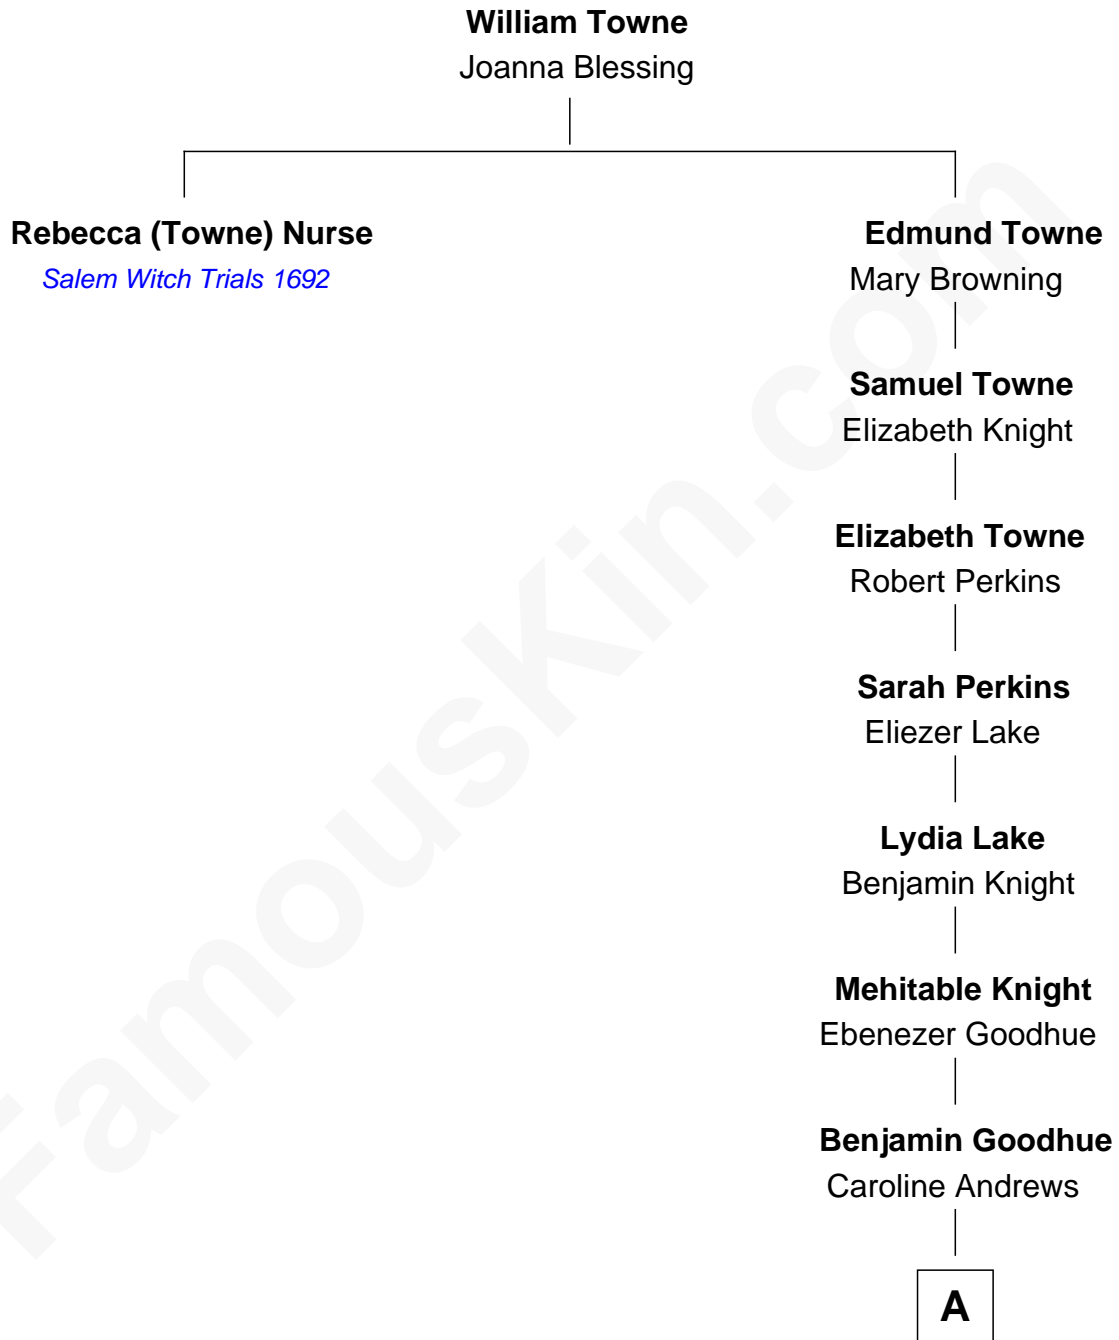 William Towne
Joanna Blessing
Rebecca (Towne) Nurse
Salem Witch Trials 1692
Edmund Towne
Mary Browning
Samuel Towne
Elizabeth Knight
Elizabeth Towne
Robert Perkins
Sarah Perkins
Eliezer Lake
Lydia Lake
Benjamin Knight
Mehitable Knight
Ebenezer Goodhue
Benjamin Goodhue
Caroline Andrews
A
FamousKin.com